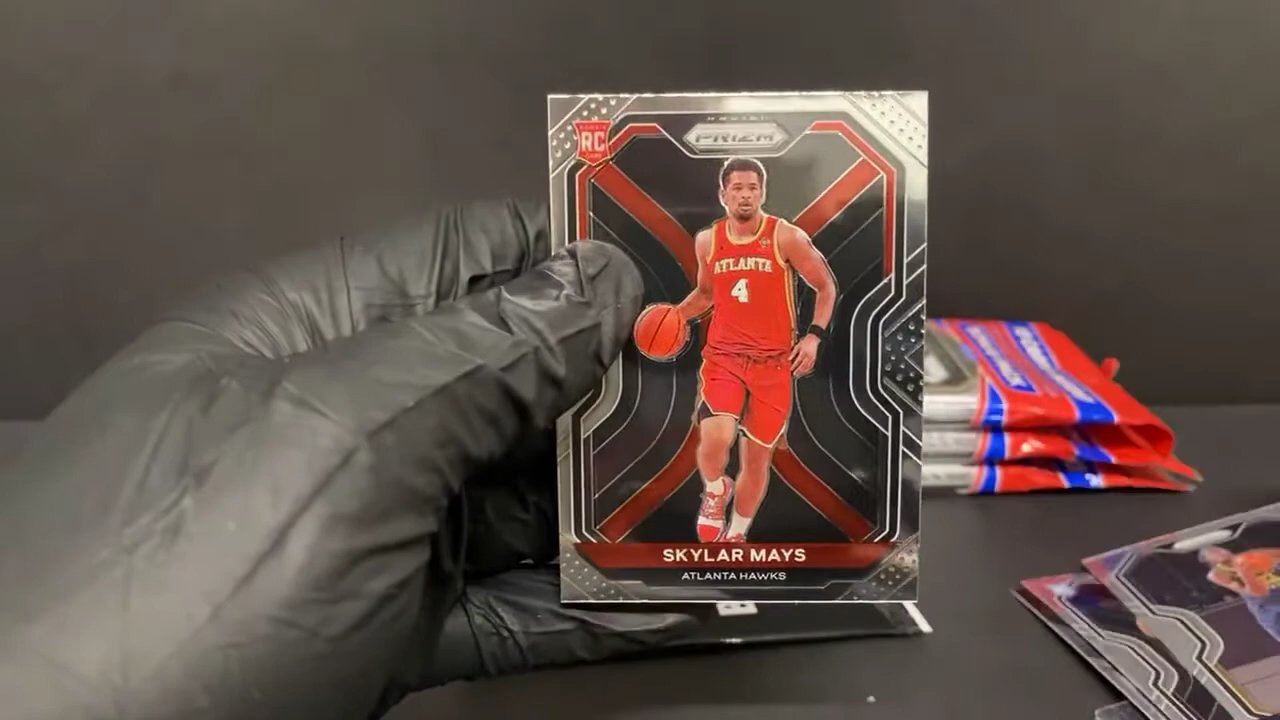 RC
PRIZM
ATLANTA
4
SKYLAR MAYS
ATLANTA HAWKS